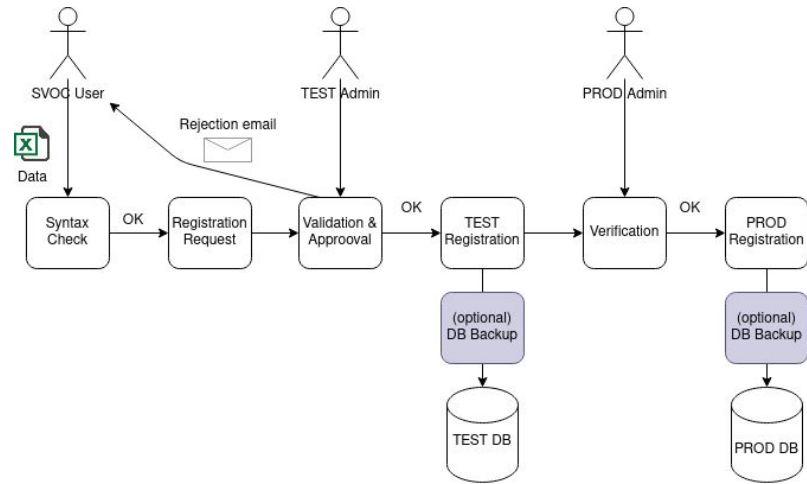 SVOC User
TEST Admin
PROD Admin
Rejection email
Data
Syntax
Check
OK
Registration
Request
Validation &
Approoval
OK
TEST
Registration
Verification
OK
PROD
Registration
(optional)
DB Backup
(optional)
DB Backup
TEST DB
PROD DB